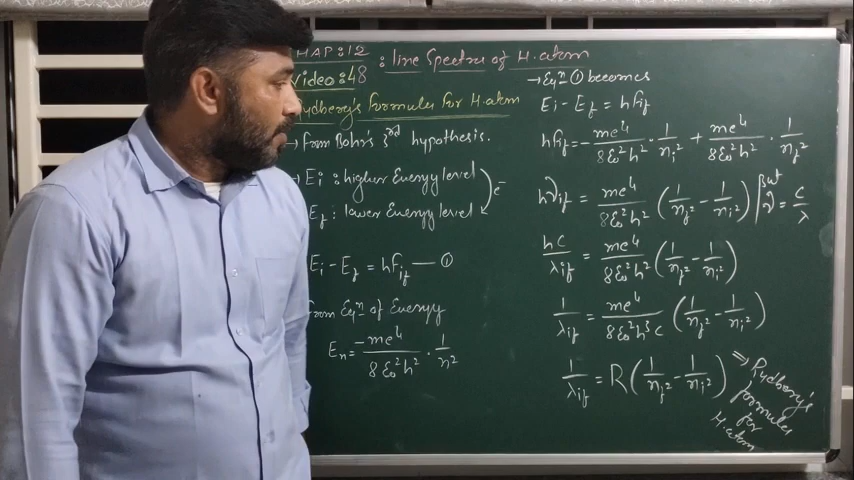 HAP:12 : line Spectra of H.atom
Video:48
Rydberg's formula for H.atom
→ from Bohr's 3rd hypothesis.
→ Ei : higher Energy level
Ef : lower Energy level
e-
Ei - Ef = hfif — ①
from Eqn of Energy
En = -me⁴/8ε₀²h² · 1/n²
→ Eqn ① becomes
Ei - Ef = hfif
hfif = -me⁴/8ε₀²h² · 1/ni² + me⁴/8ε₀²h² · 1/nf²
hνif = me⁴/8ε₀²h² (1/nf² - 1/ni²) | but ν = c/λ
hc/λif = me⁴/8ε₀²h² (1/nf² - 1/ni²)
1/λif = me⁴/8ε₀²h³c (1/nf² - 1/ni²)
1/λif = R (1/nf² - 1/ni²) ⇒ Rydberg's
formula
for
H.atom